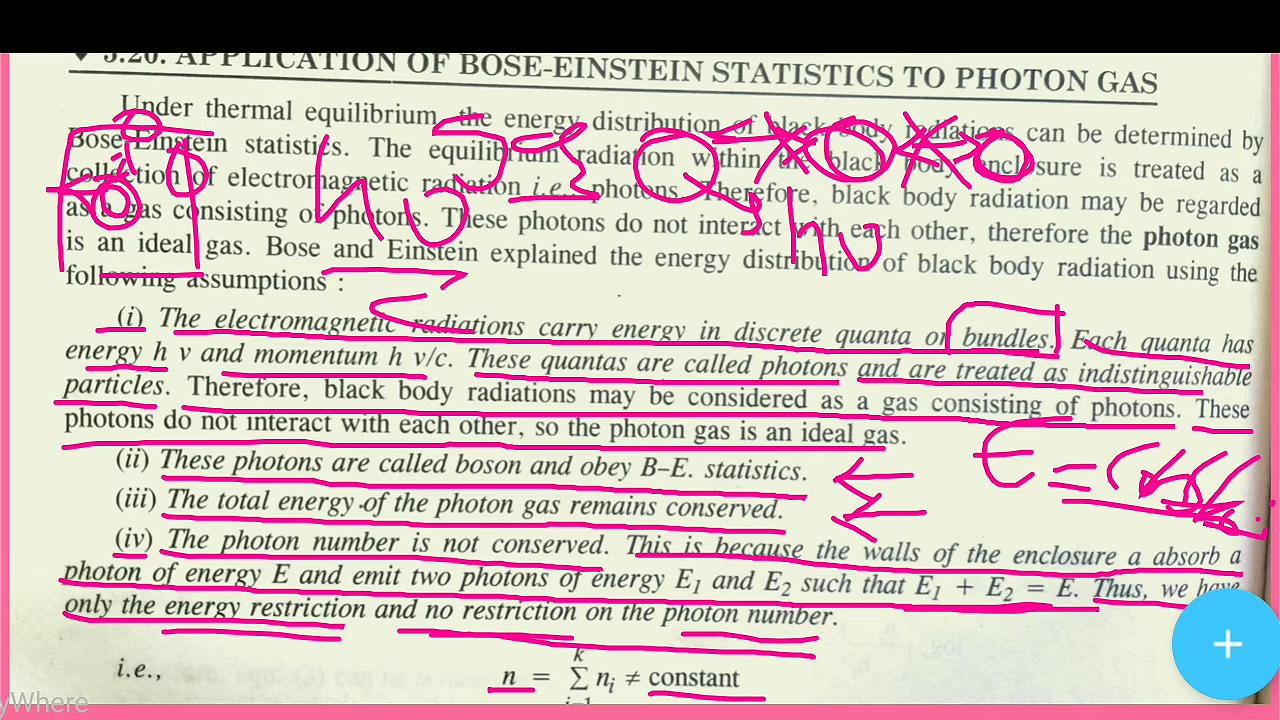 5.20. APPLICATION OF BOSE-EINSTEIN STATISTICS TO PHOTON GAS
Under thermal equilibrium, the energy distribution of black body radiations can be determined by
Bose-Einstein statistics. The equilibrium radiation within the black body enclosure is treated as a
collection of electromagnetic radiation i.e. photons. Therefore, black body radiation may be regarded
as a gas consisting of photons. These photons do not interact with each other, therefore the photon gas
is an ideal gas. Bose and Einstein explained the energy distribution of black body radiation using the
following assumptions :
hυ
hυ
(i) The electromagnetic radiations carry energy in discrete quanta or bundles. Each quanta has
energy h ν and momentum h ν/c. These quantas are called photons and are treated as indistinguishable
particles. Therefore, black body radiations may be considered as a gas consisting of photons. These
photons do not interact with each other, so the photon gas is an ideal gas.
(ii) These photons are called boson and obey B–E. statistics.
(iii) The total energy of the photon gas remains conserved.
(iv) The photon number is not conserved. This is because the walls of the enclosure a absorb a
photon of energy E and emit two photons of energy E₁ and E₂ such that E₁ + E₂ = E. Thus, we have
only the energy restriction and no restriction on the photon number.
i.e., n = k Σ nᵢ ≠ constant
yWhere